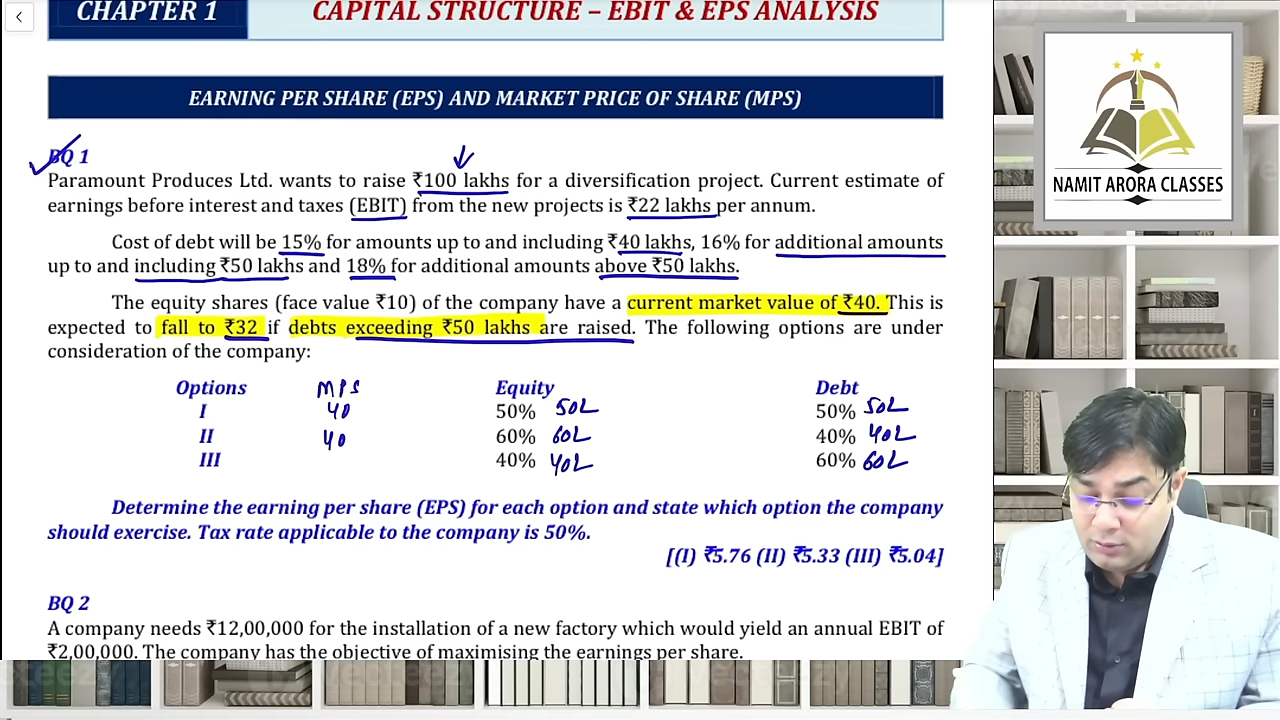 CHAPTER 1 CAPITAL STRUCTURE – EBIT & EPS ANALYSIS
EARNING PER SHARE (EPS) AND MARKET PRICE OF SHARE (MPS)
BQ 1
Paramount Produces Ltd. wants to raise ₹100 lakhs for a diversification project. Current estimate of
earnings before interest and taxes (EBIT) from the new projects is ₹22 lakhs per annum.
Cost of debt will be 15% for amounts up to and including ₹40 lakhs, 16% for additional amounts
up to and including ₹50 lakhs and 18% for additional amounts above ₹50 lakhs.
The equity shares (face value ₹10) of the company have a current market value of ₹40. This is
expected to fall to ₹32 if debts exceeding ₹50 lakhs are raised. The following options are under
consideration of the company:
Options MPS Equity Debt
I 40 50% 50L 50% 50L
II 40 60% 60L 40% 40L
III 40% 40L 60% 60L
Determine the earning per share (EPS) for each option and state which option the company
should exercise. Tax rate applicable to the company is 50%.
[(I) ₹5.76 (II) ₹5.33 (III) ₹5.04]
BQ 2
A company needs ₹12,00,000 for the installation of a new factory which would yield an annual EBIT of
₹2,00,000. The company has the objective of maximising the earnings per share.
NAMIT ARORA CLASSES